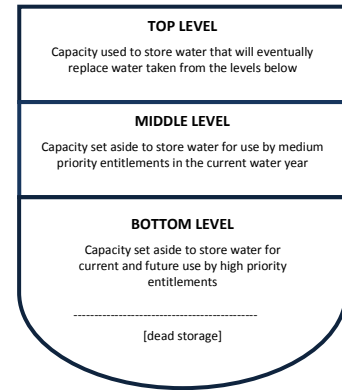 TOP LEVEL
Capacity used to store water that will eventually
replace water taken from the levels below
MIDDLE LEVEL
Capacity set aside to store water for use by medium
priority entitlements in the current water year
BOTTOM LEVEL
Capacity set aside to store water for
current and future use by high priority
entitlements
---------------------------------------------
[dead storage]